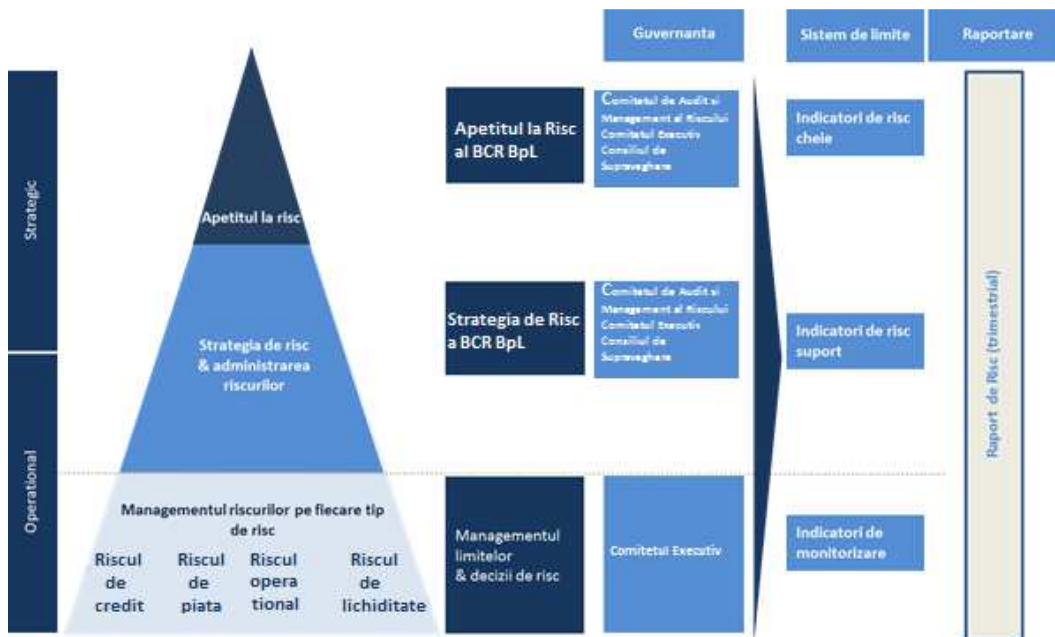 Guvernanta
Sistem de limite
Raportare
Strategic
Operational
Apetitul la risc
Strategia de risc
& administrarea
riscurilor
Managementul riscurilor pe fiecare tip
de risc
Riscul
de
credit
Riscul
de
piata
Riscul
opera
tional
Riscul
de
lichiditate
Apetitul la Risc
al BCR BpL
Comitetul de Audit si
Management al Riscului
Comitetul Executiv
Consiliul de
Supraveghere
Indicatori de risc
cheie
Strategia de Risc
a BCR BpL
Comitetul de Audit si
Management al Riscului
Comitetul Executiv
Consiliul de
Supraveghere
Indicatori de risc
suport
Managementul
limitelor
& decizii de risc
Comitetul Executiv
Indicatori de
monitorizare
Raport de Risc (trimestrial)